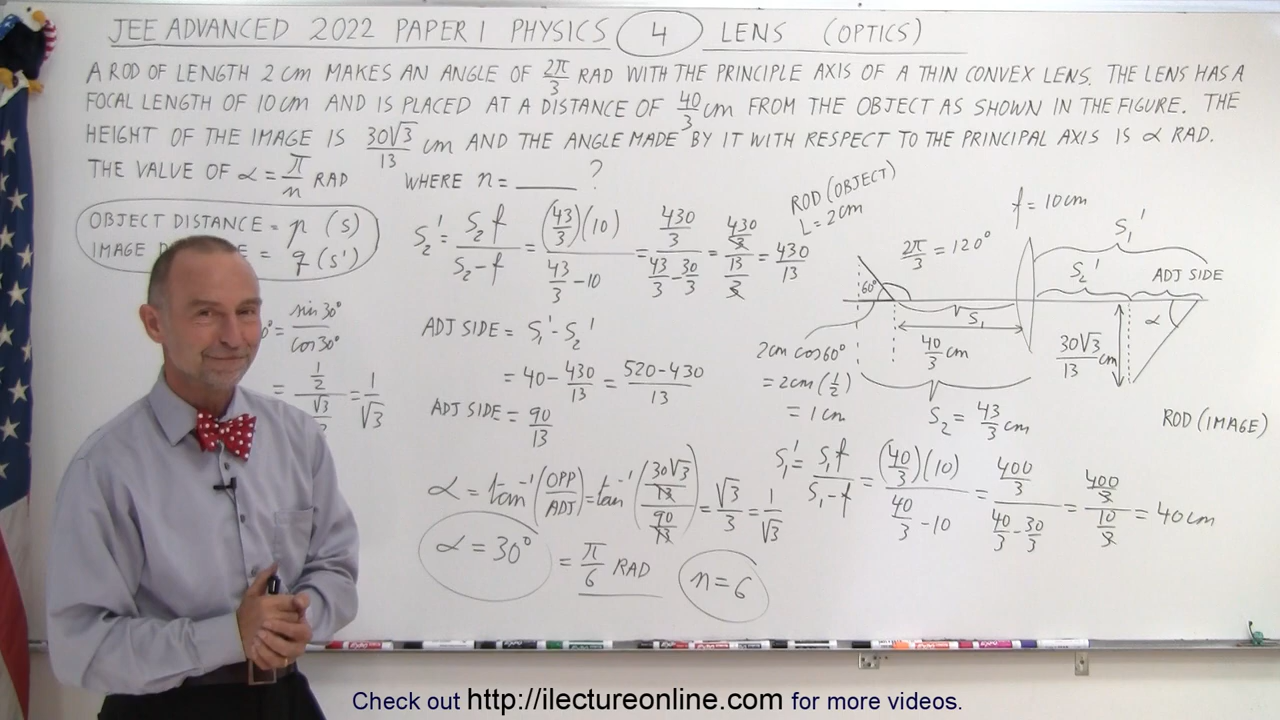 JEE ADVANCED 2022 PAPER 1 PHYSICS 4 LENS (OPTICS)
A ROD OF LENGTH 2 cm MAKES AN ANGLE OF 2π/3 RAD WITH THE PRINCIPLE AXIS OF A THIN CONVEX LENS. THE LENS HAS A
FOCAL LENGTH OF 10 cm AND IS PLACED AT A DISTANCE OF 40/3 cm FROM THE OBJECT AS SHOWN IN THE FIGURE. THE
HEIGHT OF THE IMAGE IS 30√3/13 cm AND THE ANGLE MADE BY IT WITH RESPECT TO THE PRINCIPAL AXIS IS α RAD.
THE VALUE OF α = π/n RAD WHERE n = ____ ?
OBJECT DISTANCE = p (s)
IMAGE = q (s')
0° = sin 30° / cos 30°
= (1/2)/(√3/2) = 1/√3
S₂' = S₂f/(S₂-f) = (43/3)(10)/(43/3 - 10) = (430/3)/(43/3 - 30/3) = (430/3)/(13/3) = 430/13
ADJ SIDE = S₁' - S₂'
= 40 - 430/13 = (520-430)/13
ADJ SIDE = 90/13
α = tan⁻¹(OPP/ADJ) = tan⁻¹((30√3/13)/(90/13)) = √3/3 = 1/√3
α = 30° = π/6 RAD
n = 6
ROD (OBJECT)
L = 2 cm
2π/3 = 120°
60°
f = 10 cm
S₁'
S₂'
ADJ SIDE
α
S₁
40/3 cm
30√3/13 cm
2 cm cos 60°
= 2 cm (1/2)
= 1 cm
S₂ = 43/3 cm
ROD (IMAGE)
S₁' = S₁f/(S₁-f) = (40/3)(10)/(40/3 - 10) = (400/3)/(40/3 - 30/3) = (400/3)/(10/3) = 40 cm
Check out http://ilectureonline.com for more videos.